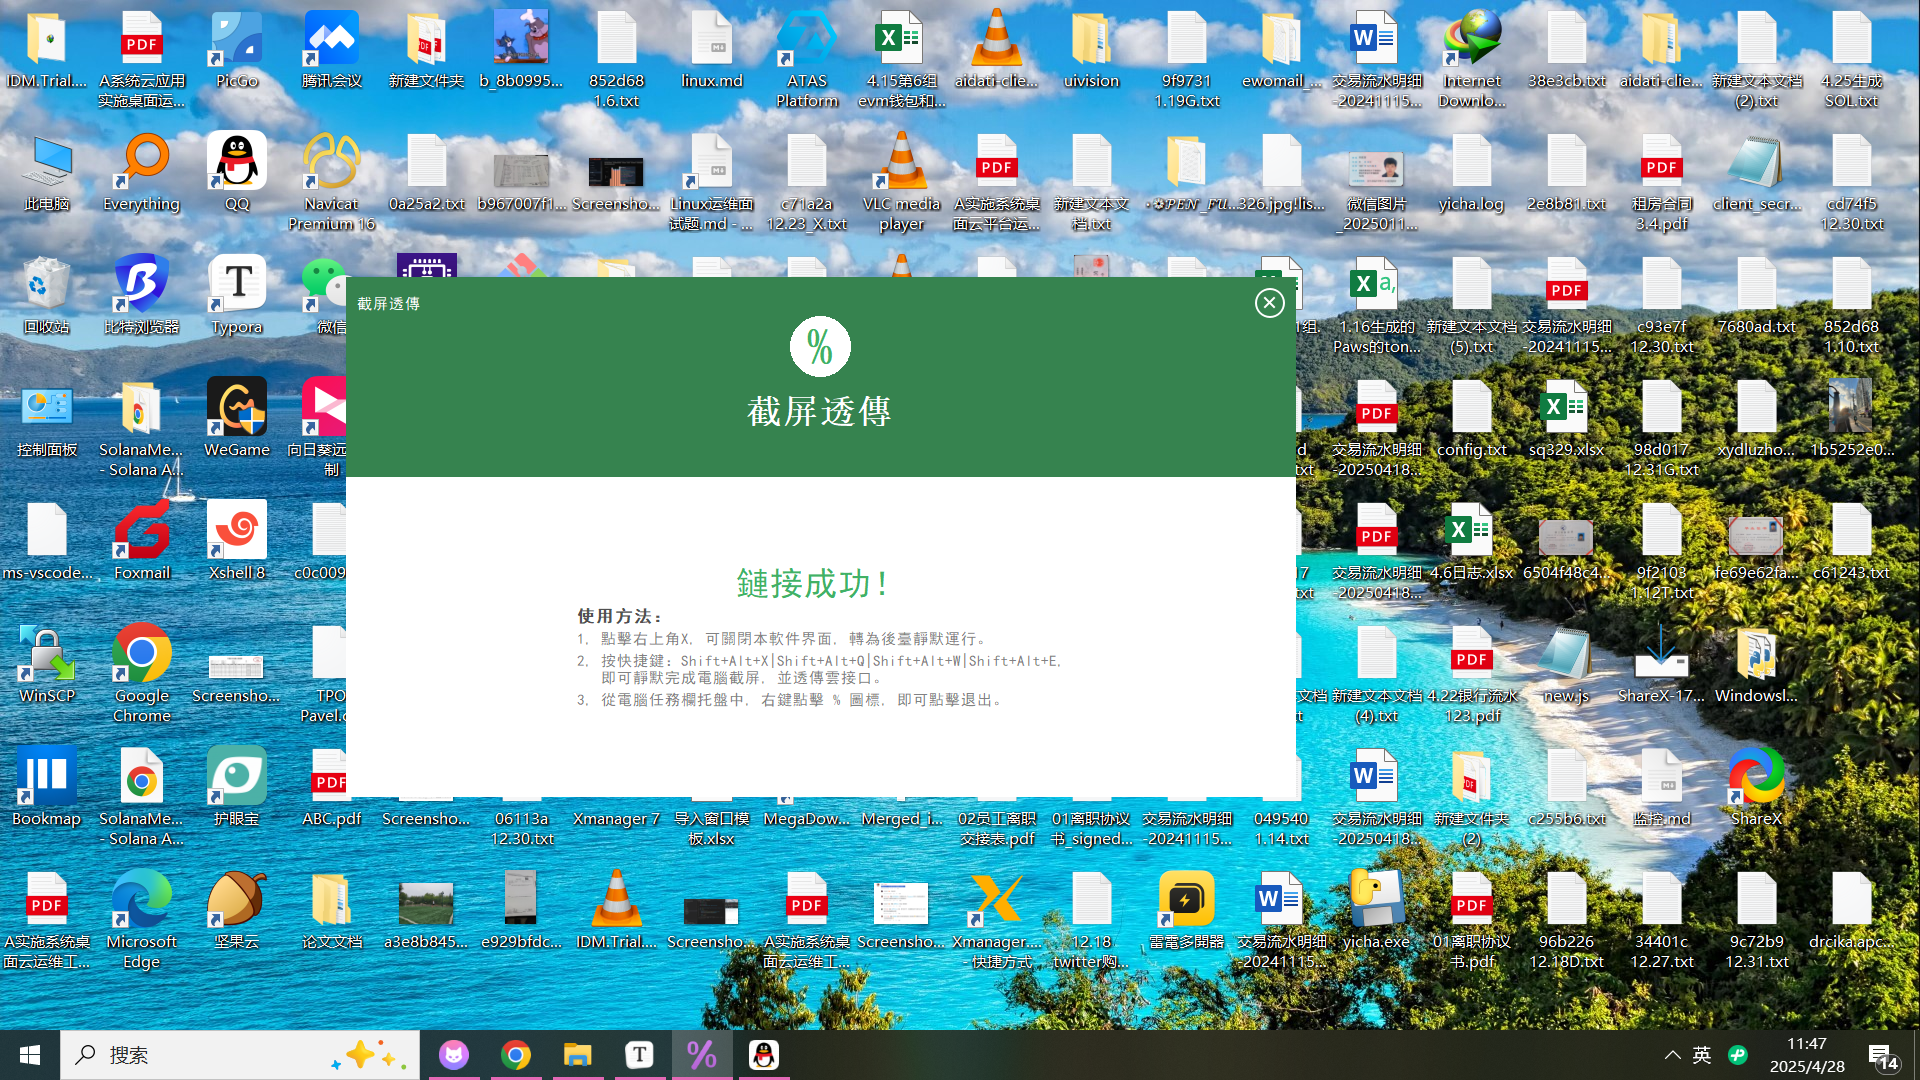 IDM.Trial....
A系统云应用
实施桌面运...
PicGo
腾讯会议
新建文件夹
b_8b0995...
852d68
1.6.txt
linux.md
ATAS
Platform
4.15第6组
evm钱包和...
aidati-clie...
uivision
9f9731
1.19G.txt
ewomail_...
交易流水明细
-20241115...
Internet
Downlo...
38e3cb.txt
aidati-clie...
新建文本文档
(2).txt
4.25生成
SOL.txt
此电脑
Everything
QQ
Navicat
Premium 16
0a25a2.txt
b967007f1...
Screensho...
Linux运维面
试题.md - ...
c71a2a
12.23_X.txt
VLC media
player
A实施系统桌
面云平台运...
新建文本文
档.txt
326.jpg!lis...
微信图片
_2025011...
yicha.log
2e8b81.txt
租房合同
3.4.pdf
client_secr...
cd74f5
12.30.txt
回收站
比特浏览器
Typora
微信
1.16生成的
Paws的ton...
新建文本文档
(5).txt
交易流水明细
-20241115...
c93e7f
12.30.txt
7680ad.txt
852d68
1.10.txt
截屏透傳
%
截屏透傳
控制面板
SolanaMe...
- Solana A...
WeGame
向日葵远
制
交易流水明细
-20250418...
config.txt
sq329.xlsx
98d017
12.31G.txt
xydluzho...
1b5252e0...
ms-vscode...
Foxmail
Xshell 8
c0c009
交易流水明细
-20250418...
4.6日志.xlsx
6504f48c4...
9f2103
1.12T.txt
fe69e62fa...
c61243.txt
鏈接成功！
使用方法：
1、點擊右上角X，可關閉本軟件界面，轉為後臺靜默運行。
2、按快捷鍵：Shift+Alt+X|Shift+Alt+Q|Shift+Alt+W|Shift+Alt+E，
即可靜默完成電腦截屏，並透傳雲接口。
3、從電腦任務欄托盤中，右鍵點擊 % 圖標，即可點擊退出。
WinSCP
Google
Chrome
Screensho...
TPO
Pavel.c
新建文本文档
(4).txt
4.22银行流水
123.pdf
new.js
ShareX-17...
Windowsl...
Bookmap
SolanaMe...
- Solana A...
护眼宝
ABC.pdf
Screensho...
06113a
12.30.txt
Xmanager 7
导入窗口模
板.xlsx
MegaDow...
Merged_i...
02员工离职
交接表.pdf
01离职协议
书_signed...
交易流水明细
-20241115...
049540
1.14.txt
交易流水明细
-20250418...
新建文件夹
(2)
c255b6.txt
监控.md
ShareX
A实施系统桌
面云运维工...
Microsoft
Edge
坚果云
论文文档
a3e8b845...
e929bfdc...
IDM.Trial....
Screensho...
A实施系统桌
面云运维工...
Screensho...
Xmanager....
- 快捷方式
12.18
twitter购...
雷電多開器
交易流水明细
-20241115...
yicha.exe
01离职协议
书.pdf
96b226
12.18D.txt
34401c
12.27.txt
9c72b9
12.31.txt
drcika.apc...
搜索
英
11:47
2025/4/28
14